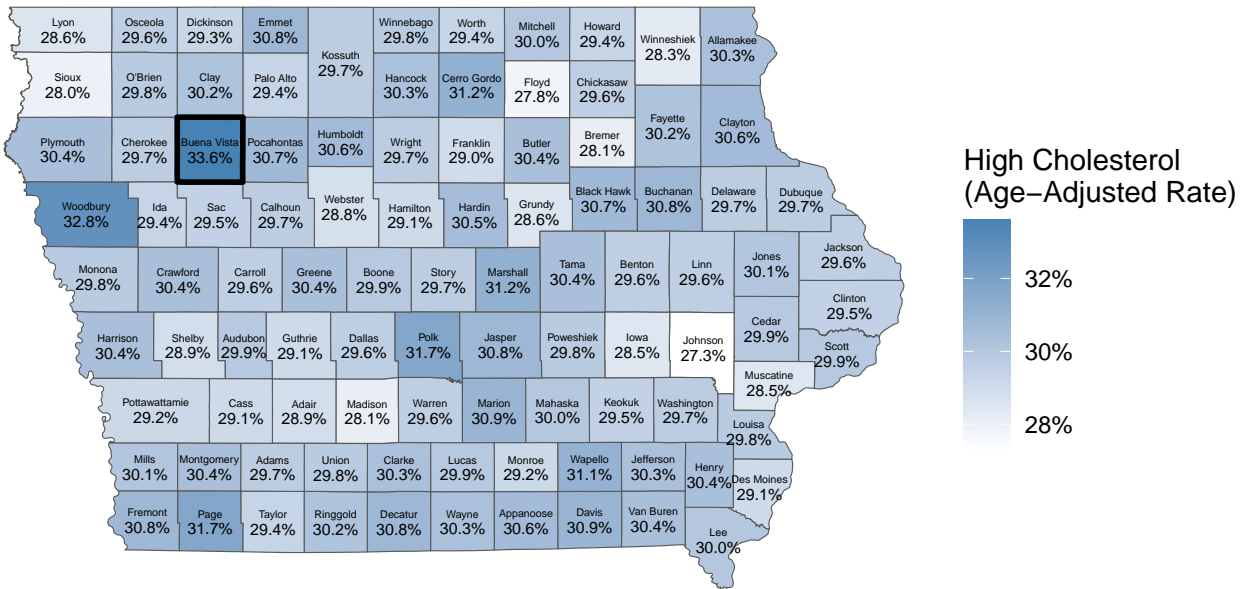 Lyon
28.6%
Osceola
29.6%
Dickinson
29.3%
Emmet
30.8%
Kossuth
29.7%
Winnebago
29.8%
Worth
29.4%
Mitchell
30.0%
Howard
29.4%
Winneshiek
28.3%
Allamakee
30.3%
Sioux
28.0%
O'Brien
29.8%
Clay
30.2%
Palo Alto
29.4%
Hancock
30.3%
Cerro Gordo
31.2%
Floyd
27.8%
Chickasaw
29.6%
Fayette
30.2%
Clayton
30.6%
Plymouth
30.4%
Cherokee
29.7%
Buena Vista
33.6%
Pocahontas
30.7%
Humboldt
30.6%
Wright
29.7%
Franklin
29.0%
Butler
30.4%
Bremer
28.1%
Woodbury
32.8%
Ida
29.4%
Sac
29.5%
Calhoun
29.7%
Webster
28.8%
Hamilton
29.1%
Hardin
30.5%
Grundy
28.6%
Black Hawk
30.7%
Buchanan
30.8%
Delaware
29.7%
Dubuque
29.7%
Monona
29.8%
Crawford
30.4%
Carroll
29.6%
Greene
30.4%
Boone
29.9%
Story
29.7%
Marshall
31.2%
Tama
30.4%
Benton
29.6%
Linn
29.6%
Jones
30.1%
Jackson
29.6%
Clinton
29.5%
Harrison
30.4%
Shelby
28.9%
Audubon
29.9%
Guthrie
29.1%
Dallas
29.6%
Polk
31.7%
Jasper
30.8%
Poweshiek
29.8%
Iowa
28.5%
Johnson
27.3%
Cedar
29.9%
Scott
29.9%
Muscatine
28.5%
Pottawattamie
29.2%
Cass
29.1%
Adair
28.9%
Madison
28.1%
Warren
29.6%
Marion
30.9%
Mahaska
30.0%
Keokuk
29.5%
Washington
29.7%
Louisa
29.8%
Mills
30.1%
Montgomery
30.4%
Adams
29.7%
Union
29.8%
Clarke
30.3%
Lucas
29.9%
Monroe
29.2%
Wapello
31.1%
Jefferson
30.3%
Henry
30.4%
Des Moines
29.1%
Fremont
30.8%
Page
31.7%
Taylor
29.4%
Ringgold
30.2%
Decatur
30.8%
Wayne
30.3%
Appanoose
30.6%
Davis
30.9%
Van Buren
30.4%
Lee
30.0%
High Cholesterol
(Age−Adjusted Rate)
32%
30%
28%